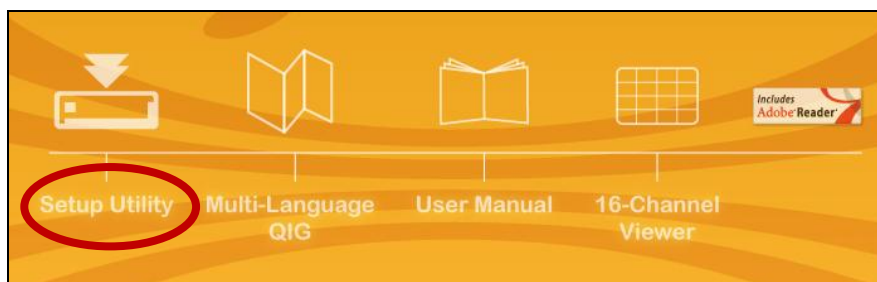 Includes
Adobe Reader
Setup Utility
Multi-Language
QIG
User Manual
16-Channel
Viewer